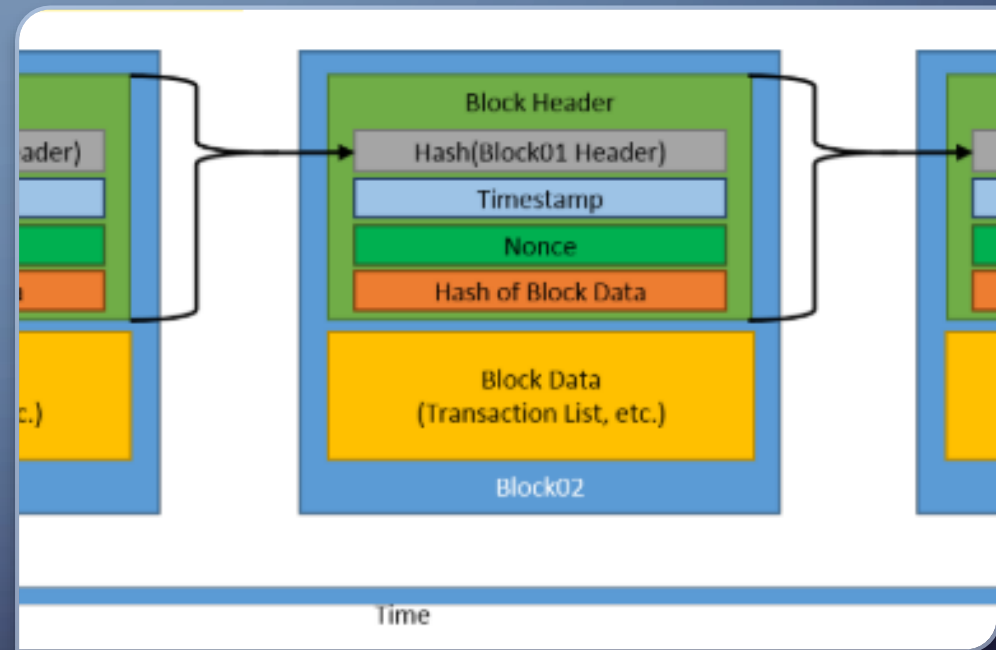 ader)
c.)
Block Header
Hash(Block01 Header)
Timestamp
Nonce
Hash of Block Data
Block Data
(Transaction List, etc.)
Block02
Time